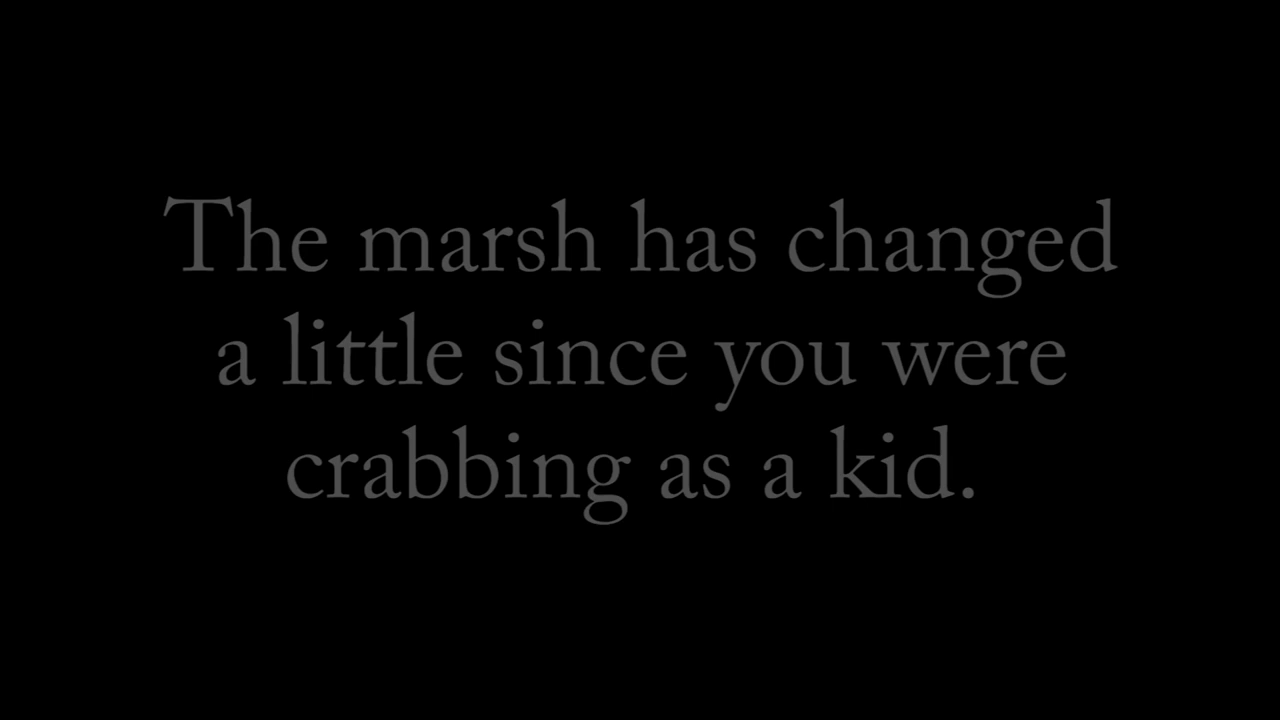 The marsh has changed
a little since you were
crabbing as a kid.